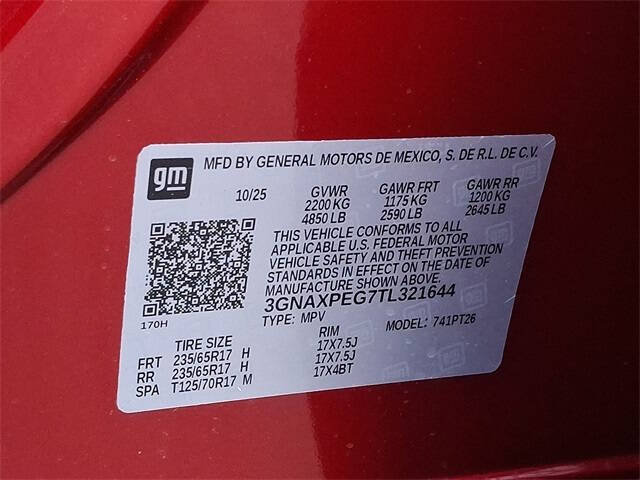 gm MFD BY GENERAL MOTORS DE MEXICO, S. DE R.L. DE C.V.
10/25 GVWR GAWR FRT GAWR RR
2200 KG 1175 KG 1200 KG
4850 LB 2590 LB 2645 LB
THIS VEHICLE CONFORMS TO ALL
APPLICABLE U.S. FEDERAL MOTOR
VEHICLE SAFETY AND THEFT PREVENTION
STANDARDS IN EFFECT ON THE DATE OF
MANUFACTURE SHOWN ABOVE.
3GNAXPEG7TL321644
170H TYPE: MPV MODEL: 741PT26
TIRE SIZE RIM
FRT 235/65R17 H 17X7.5J
RR 235/65R17 H 17X7.5J
SPA T125/70R17 M 17X4BT